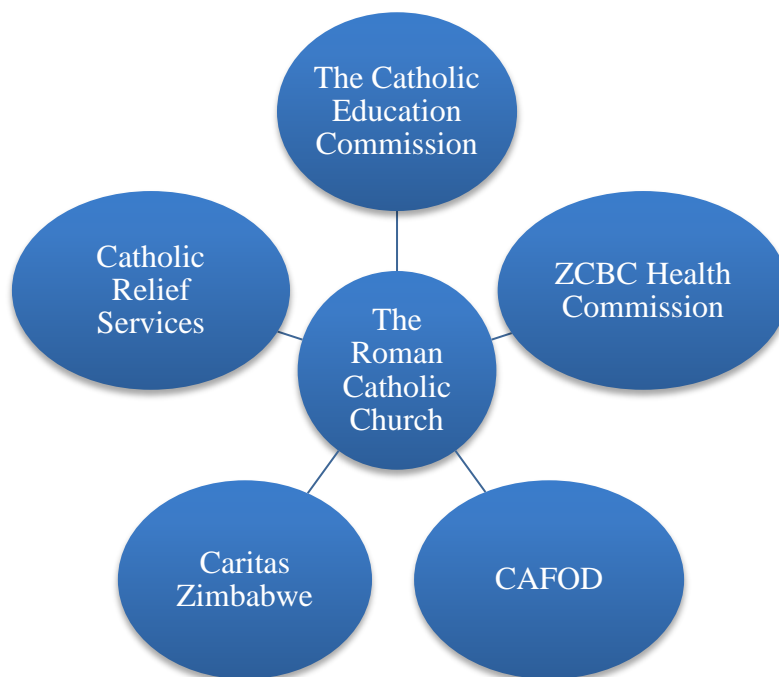 The Catholic
Education
Commission
Catholic
Relief
Services
ZCBC Health
Commission
The
Roman
Catholic
Church
Caritas
Zimbabwe
CAFOD